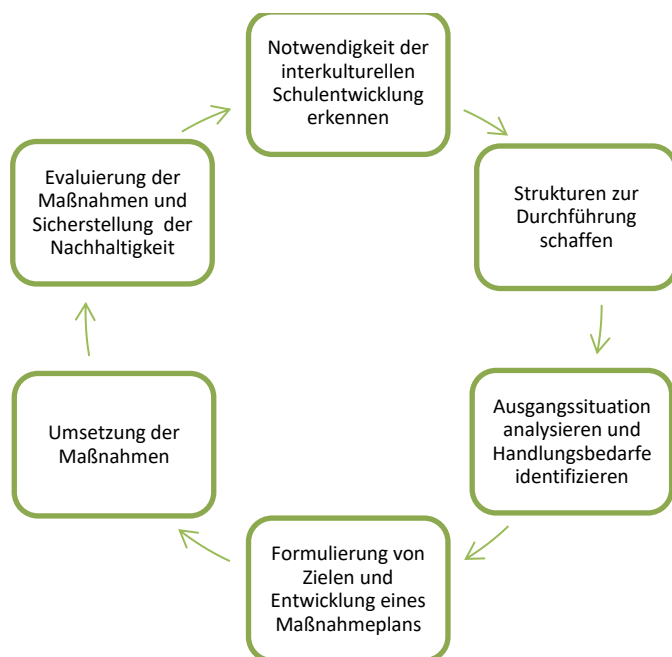 Notwendigkeit der
interkulturellen
Schulentwicklung
erkennen
Strukturen zur
Durchführung
schaffen
Ausgangssituation
analysieren und
Handlungsbedarfe
identifizieren
Formulierung von
Zielen und
Entwicklung eines
Maßnahmeplans
Umsetzung der
Maßnahmen
Evaluierung der
Maßnahmen und
Sicherstellung der
Nachhaltigkeit